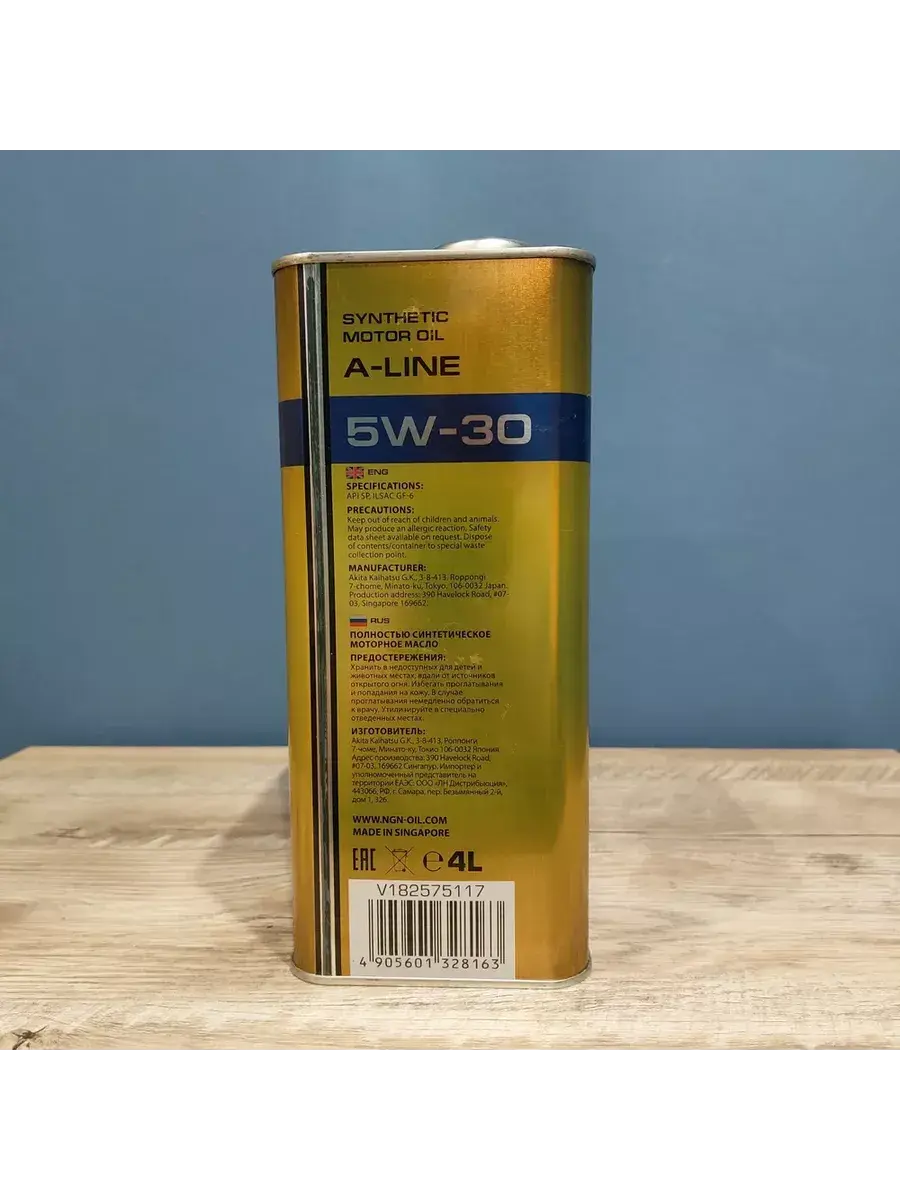 SYNTHETIC
MOTOR OIL
A-LINE
5W-30
ENG
SPECIFICATIONS:
API SP, ILSAC GF-6
PRECAUTIONS:
Keep out of reach of children and animals.
May produce an allergic reaction. Safety
data sheet available on request. Dispose
of contents/container to special waste
collection point.
MANUFACTURER:
Akita Kaihatsu G.K., 3-8-413, Roppongi
7-chome, Minato-ku, Tokyo, 106-0032 Japan.
Production address: 390 Havelock Road, #07-
03, Singapore 169662.
RUS
ПОЛНОСТЬЮ СИНТЕТИЧЕСКОЕ
МОТОРНОЕ МАСЛО
ПРЕДОСТЕРЕЖЕНИЯ:
Хранить в недоступных для детей и
животных местах, вдали от источников
открытого огня. Избегать проглатывания
и попадания на кожу. В случае
проглатывания немедленно обратиться
к врачу. Утилизируйте в специально
отведенных местах.
ИЗГОТОВИТЕЛЬ:
Akita Kaihatsu G.K., 3-8-413, Роппонги
7-чоме, Минато-ку, Токио 106-0032 Япония
Адрес производства: 390 Havelock Road,
#07-03, 169662 Сингапур. Импортер и
уполномоченный представитель на
территории ЕАЭС: ООО «ЛН Дистрибьюция»,
443066, РФ, г. Самара, пер. Безымянный 2-й,
дом 1, 326.
WWW.NGN-OIL.COM
MADE IN SINGAPORE
EAC e 4L
V182575117
4 905601 328163